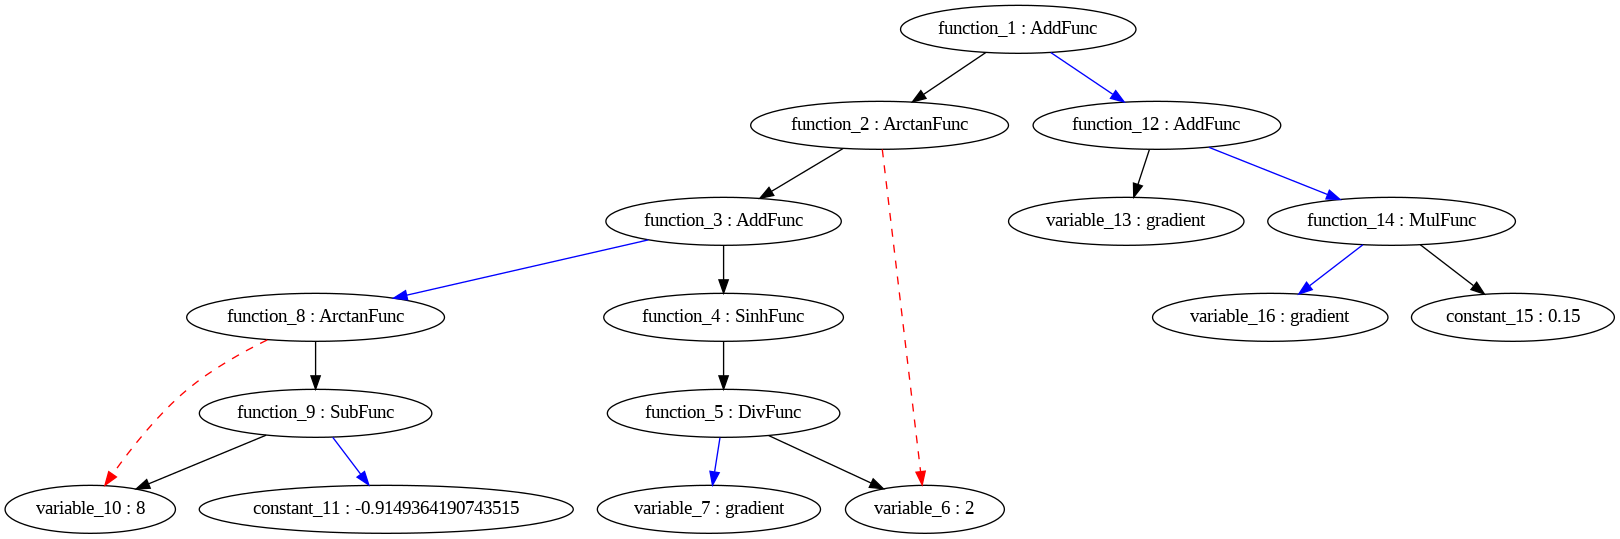 function_1 : AddFunc
function_2 : ArctanFunc
function_12 : AddFunc
function_3 : AddFunc
variable_13 : gradient
function_14 : MulFunc
function_8 : ArctanFunc
function_4 : SinhFunc
variable_16 : gradient
constant_15 : 0.15
function_9 : SubFunc
function_5 : DivFunc
variable_10 : 8
constant_11 : -0.9149364190743515
variable_7 : gradient
variable_6 : 2